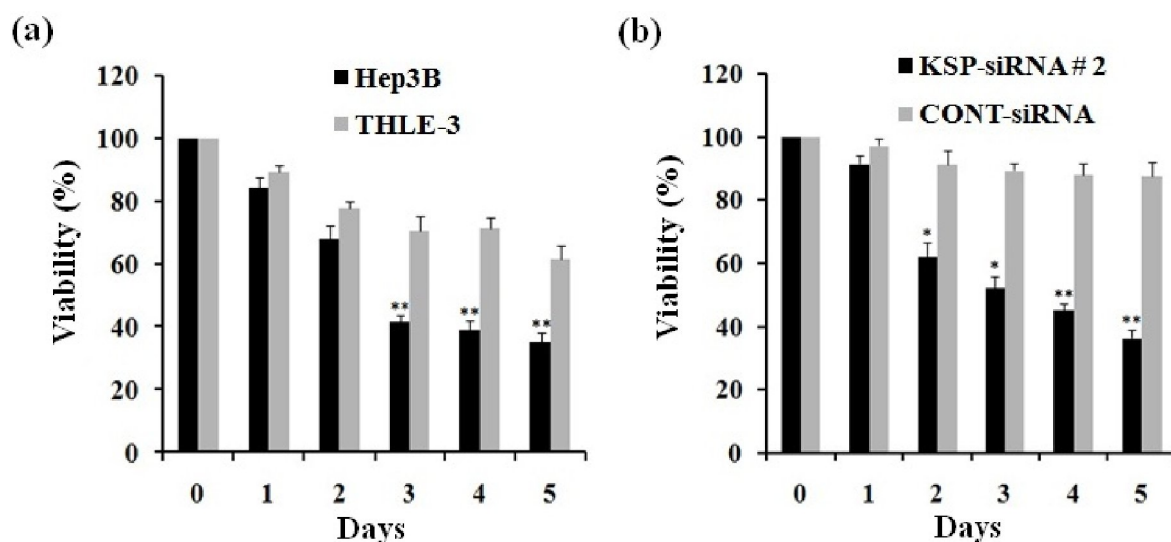 (a)
Hep3B
THLE-3
120
100
80
60
40
20
0
Viability (%)
** ** **
0 1 2 3 4 5
Days
(b)
KSP-siRNA # 2
CONT-siRNA
120
100
80
60
40
20
0
Viability (%)
* * ** **
0 1 2 3 4 5
Days